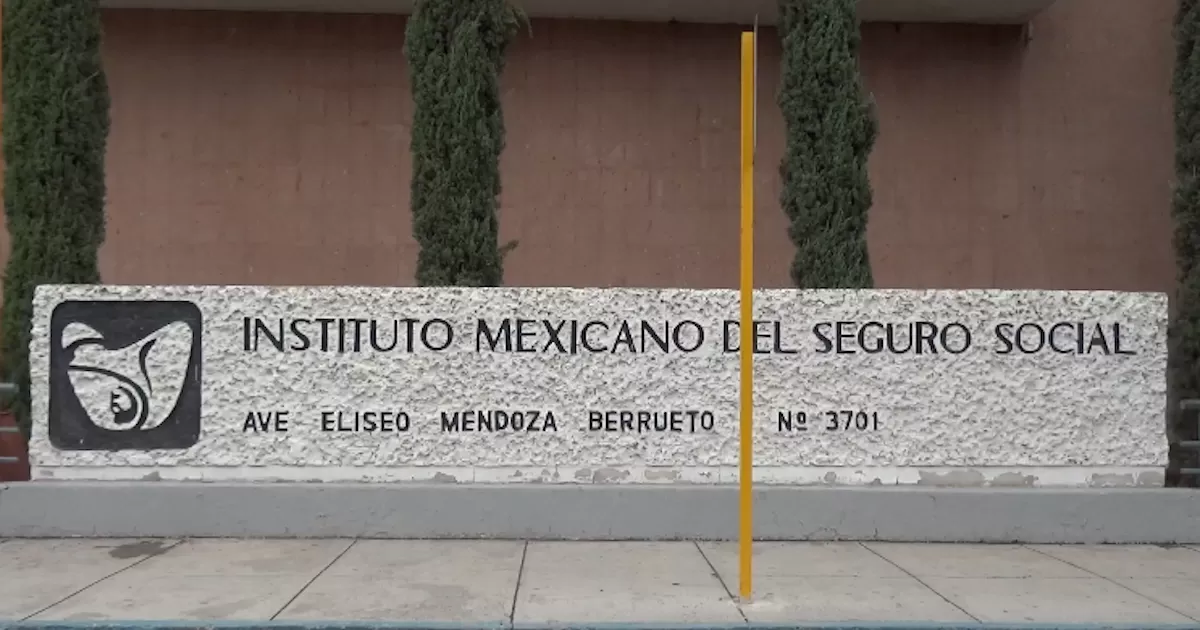 INSTITUTO MEXICANO DEL SEGURO SOCIAL
AVE ELISEO MENDOZA BERRUETO Nº 3701